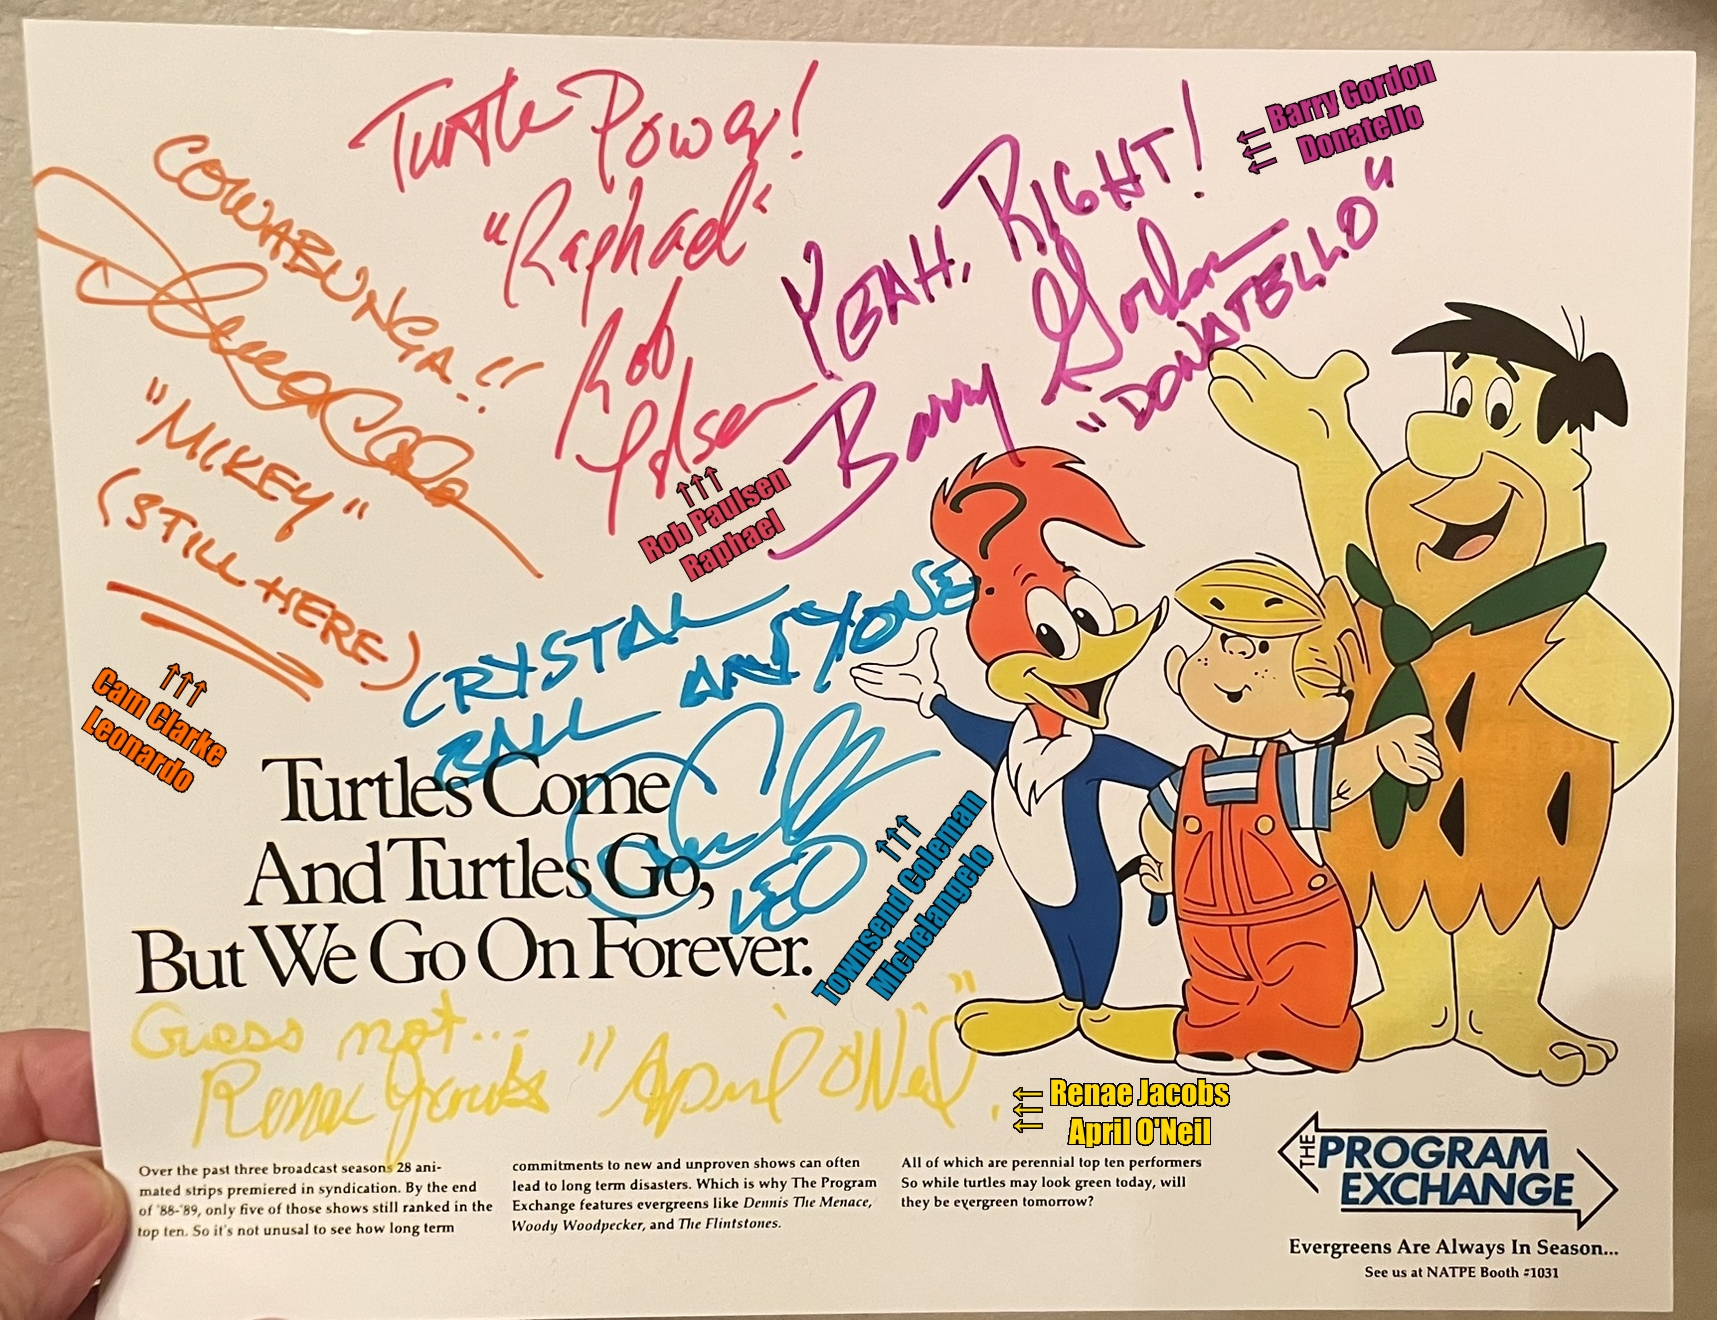 Turtle Power!
"Raphael"
Rob
Paulsen
COWABUNGA!!
"MIKEY"
(STILL HERE)
YEAH, RIGHT!
Barry Gordon
"DONATELLO"
←←← Barry Gordon
Donatello
↑↑↑
Rob Paulsen
Raphael
↑↑↑
Cam Clarke
Leonardo
CRYSTAL
BALL ANYONE
LEO
↑↑↑
Townsend Coleman
Michelangelo
Turtles Come
And Turtles Go,
But We Go On Forever.
Guess not...
Renae Jacobs "April O'Neil".
←←← Renae Jacobs
April O'Neil
Over the past three broadcast seasons 28 ani-
mated strips premiered in syndication. By the end
of '88-'89, only five of those shows still ranked in the
top ten. So it's not unusual to see how long term
commitments to new and unproven shows can often
lead to long term disasters. Which is why The Program
Exchange features evergreens like Dennis The Menace,
Woody Woodpecker, and The Flintstones.
All of which are perennial top ten performers
So while turtles may look green today, will
they be evergreen tomorrow?
THE PROGRAM
EXCHANGE
Evergreens Are Always In Season...
See us at NATPE Booth #1031